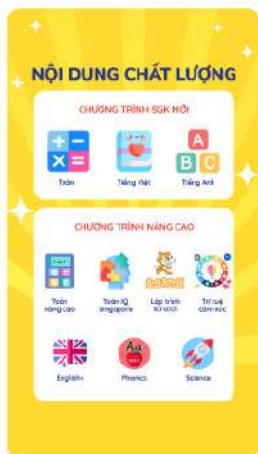 NỘI DUNG CHẤT LƯỢNG
CHƯƠNG TRÌNH SGK MỚI
Toán
Tiếng Việt
Tiếng Anh
A
B C
CHƯƠNG TRÌNH NÂNG CAO
Toán
nâng cao
Toán IQ
Singapore
Lập trình
Scratch
Trí tuệ
cảm xúc
English+
Phonics
Science